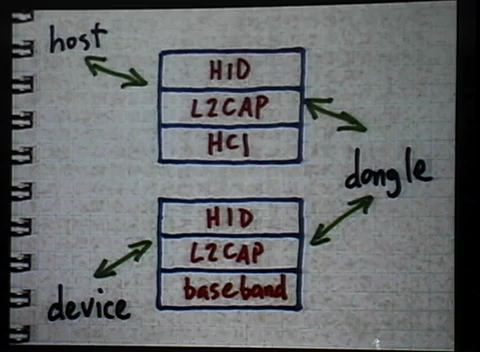 host
HID
L2CAP
HCI
dongle
HID
L2CAP
baseband
device